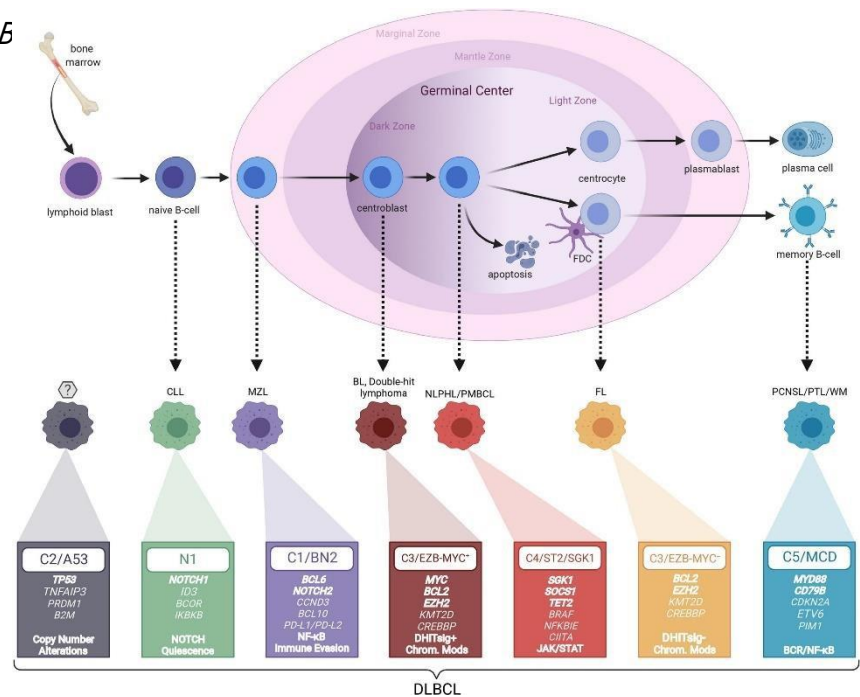 B
bone
marrow
Marginal Zone
Mantle Zone
Germinal Center
Light Zone
Dark Zone
lymphoid blast
naive B-cell
centroblast
centrocyte
plasmablast
plasma cell
apoptosis
FDC
memory B-cell
?
CLL
MZL
BL, Double-hit
lymphoma
NLPHL/PMBCL
FL
PCNSL/PTL/WM
C2/A53
TP53
TNFAIP3
PRDM1
B2M
Copy Number
Alterations
N1
NOTCH1
ID3
BCOR
IKBKB
NOTCH
Quiescence
C1/BN2
BCL6
NOTCH2
CCND3
BCL10
PD-L1/PD-L2
NF-κB
Immune Evasion
C3/EZB-MYC⁺
MYC
BCL2
EZH2
KMT2D
CREBBP
DHITsig+
Chrom. Mods
C4/ST2/SGK1
SGK1
SOCS1
TET2
BRAF
NFKBIE
CIITA
JAK/STAT
C3/EZB-MYC⁻
BCL2
EZH2
KMT2D
CREBBP
DHITsig-
Chrom. Mods
C5/MCD
MYD88
CD79B
CDKN2A
ETV6
PIM1
BCR/NF-κB
DLBCL